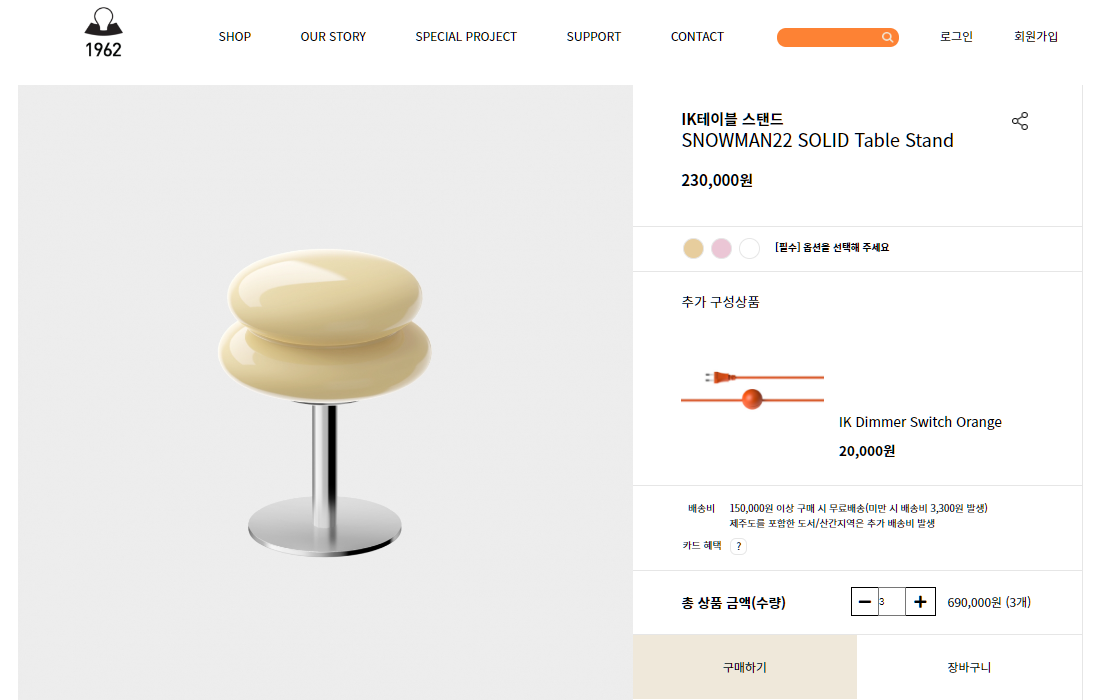 1962
SHOP OUR STORY SPECIAL PROJECT SUPPORT CONTACT 로그인 회원가입
IK테이블 스탠드
SNOWMAN22 SOLID Table Stand
230,000원
[필수] 옵션을 선택해 주세요
추가 구성상품
IK Dimmer Switch Orange
20,000원
배송비 150,000원 이상 구매 시 무료배송(미만 시 배송비 3,300원 발생)
제주도를 포함한 도서/산간지역은 추가 배송비 발생
카드 혜택 ?
총 상품 금액(수량) 3 690,000원 (3개)
구매하기 장바구니